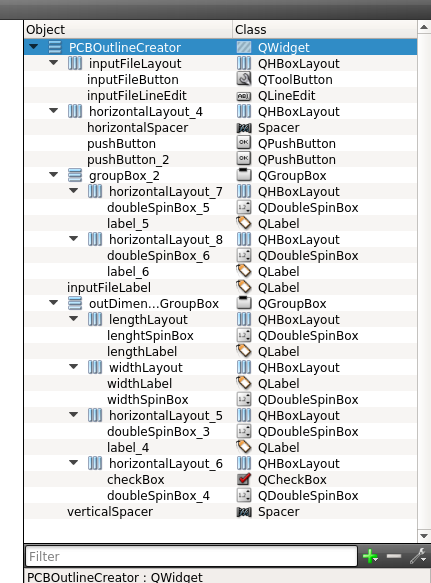 Object Class
PCBOutlineCreator QWidget
inputFileLayout QHBoxLayout
inputFileButton QToolButton
inputFileLineEdit QLineEdit
horizontalLayout_4 QHBoxLayout
horizontalSpacer Spacer
pushButton QPushButton
pushButton_2 QPushButton
groupBox_2 QGroupBox
horizontalLayout_7 QHBoxLayout
doubleSpinBox_5 QDoubleSpinBox
label_5 QLabel
horizontalLayout_8 QHBoxLayout
doubleSpinBox_6 QDoubleSpinBox
label_6 QLabel
inputFileLabel QLabel
outDimen...GroupBox QGroupBox
lengthLayout QHBoxLayout
lenghtSpinBox QDoubleSpinBox
lengthLabel QLabel
widthLayout QHBoxLayout
widthLabel QLabel
widthSpinBox QDoubleSpinBox
horizontalLayout_5 QHBoxLayout
doubleSpinBox_3 QDoubleSpinBox
label_4 QLabel
horizontalLayout_6 QHBoxLayout
checkBox QCheckBox
doubleSpinBox_4 QDoubleSpinBox
verticalSpacer Spacer
Filter
PCBOutlineCreator : QWidget